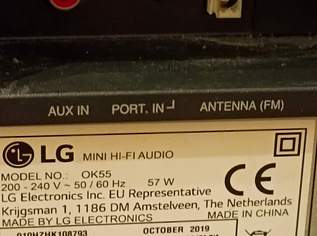 AUX IN PORT. IN ANTENNA (FM)
LG MINI HI-FI AUDIO
MODEL NO.: OK55
200 - 240 V ~ 50 / 60 Hz 57 W
LG Electronics Inc. EU Representative
Krijgsman 1, 1186 DM Amstelveen, The Netherlands
MADE BY LG ELECTRONICS MADE IN CHINA
910HZHK108793 OCTOBER 2019